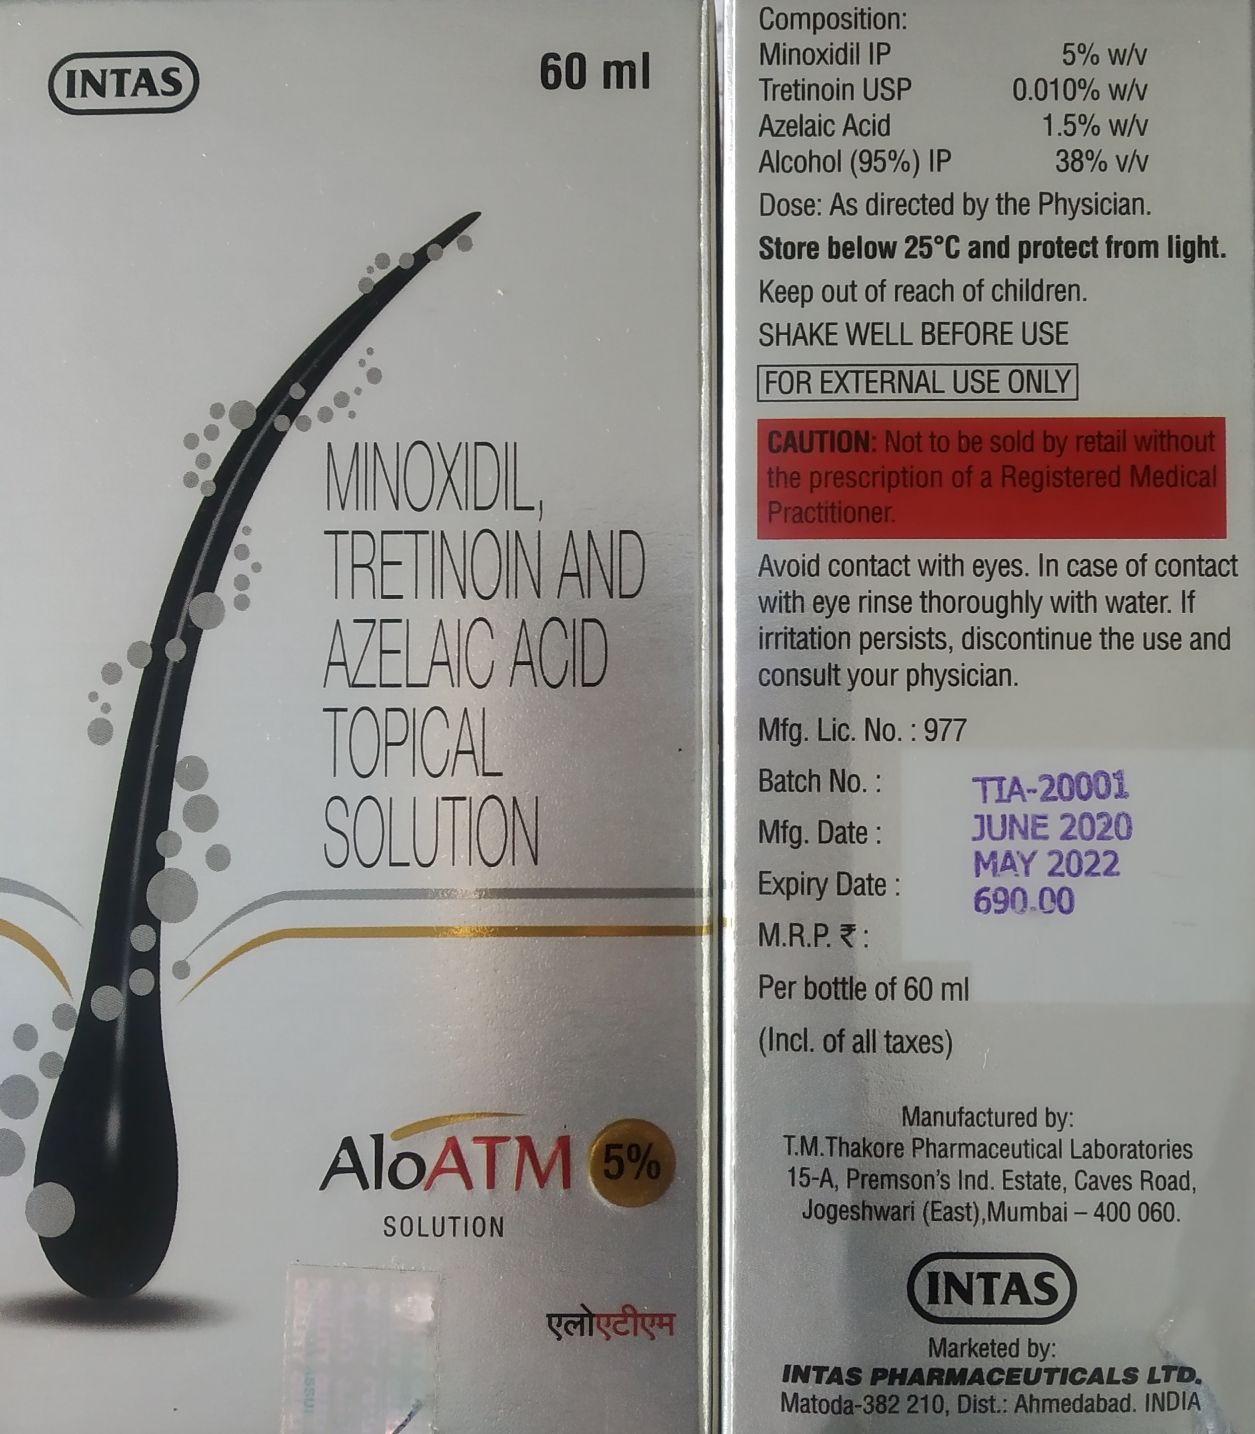 INTAS
60 ml
MINOXIDIL,
TRETINOIN AND
AZELAIC ACID
TOPICAL
SOLUTION
AloATM 5%
SOLUTION
एलोएटीएम
Composition:
Minoxidil IP 5% w/v
Tretinoin USP 0.010% w/v
Azelaic Acid 1.5% w/v
Alcohol (95%) IP 38% v/v
Dose: As directed by the Physician.
Store below 25°C and protect from light.
Keep out of reach of children.
SHAKE WELL BEFORE USE
FOR EXTERNAL USE ONLY
CAUTION: Not to be sold by retail without
the prescription of a Registered Medical
Practitioner.
Avoid contact with eyes. In case of contact
with eye rinse thoroughly with water. If
irritation persists, discontinue the use and
consult your physician.
Mfg. Lic. No. : 977
Batch No. : TIA-20001
Mfg. Date : JUNE 2020
Expiry Date : MAY 2022
M.R.P. ₹ : 690.00
Per bottle of 60 ml
(Incl. of all taxes)
Manufactured by:
T.M.Thakore Pharmaceutical Laboratories
15-A, Premson's Ind. Estate, Caves Road,
Jogeshwari (East),Mumbai – 400 060.
INTAS
Marketed by:
INTAS PHARMACEUTICALS LTD.
Matoda-382 210, Dist.: Ahmedabad. INDIA